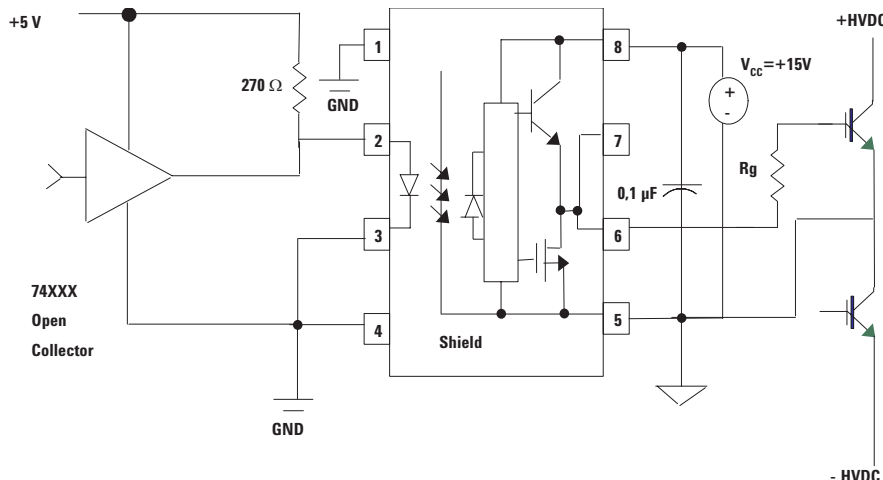 +5 V
+HVDC
1
8
270 Ω
GND
V_CC=+15V
+
-
2
7
Rg
0,1 µF
3
6
74XXX
Open
Collector
4
5
Shield
GND
- HVDC